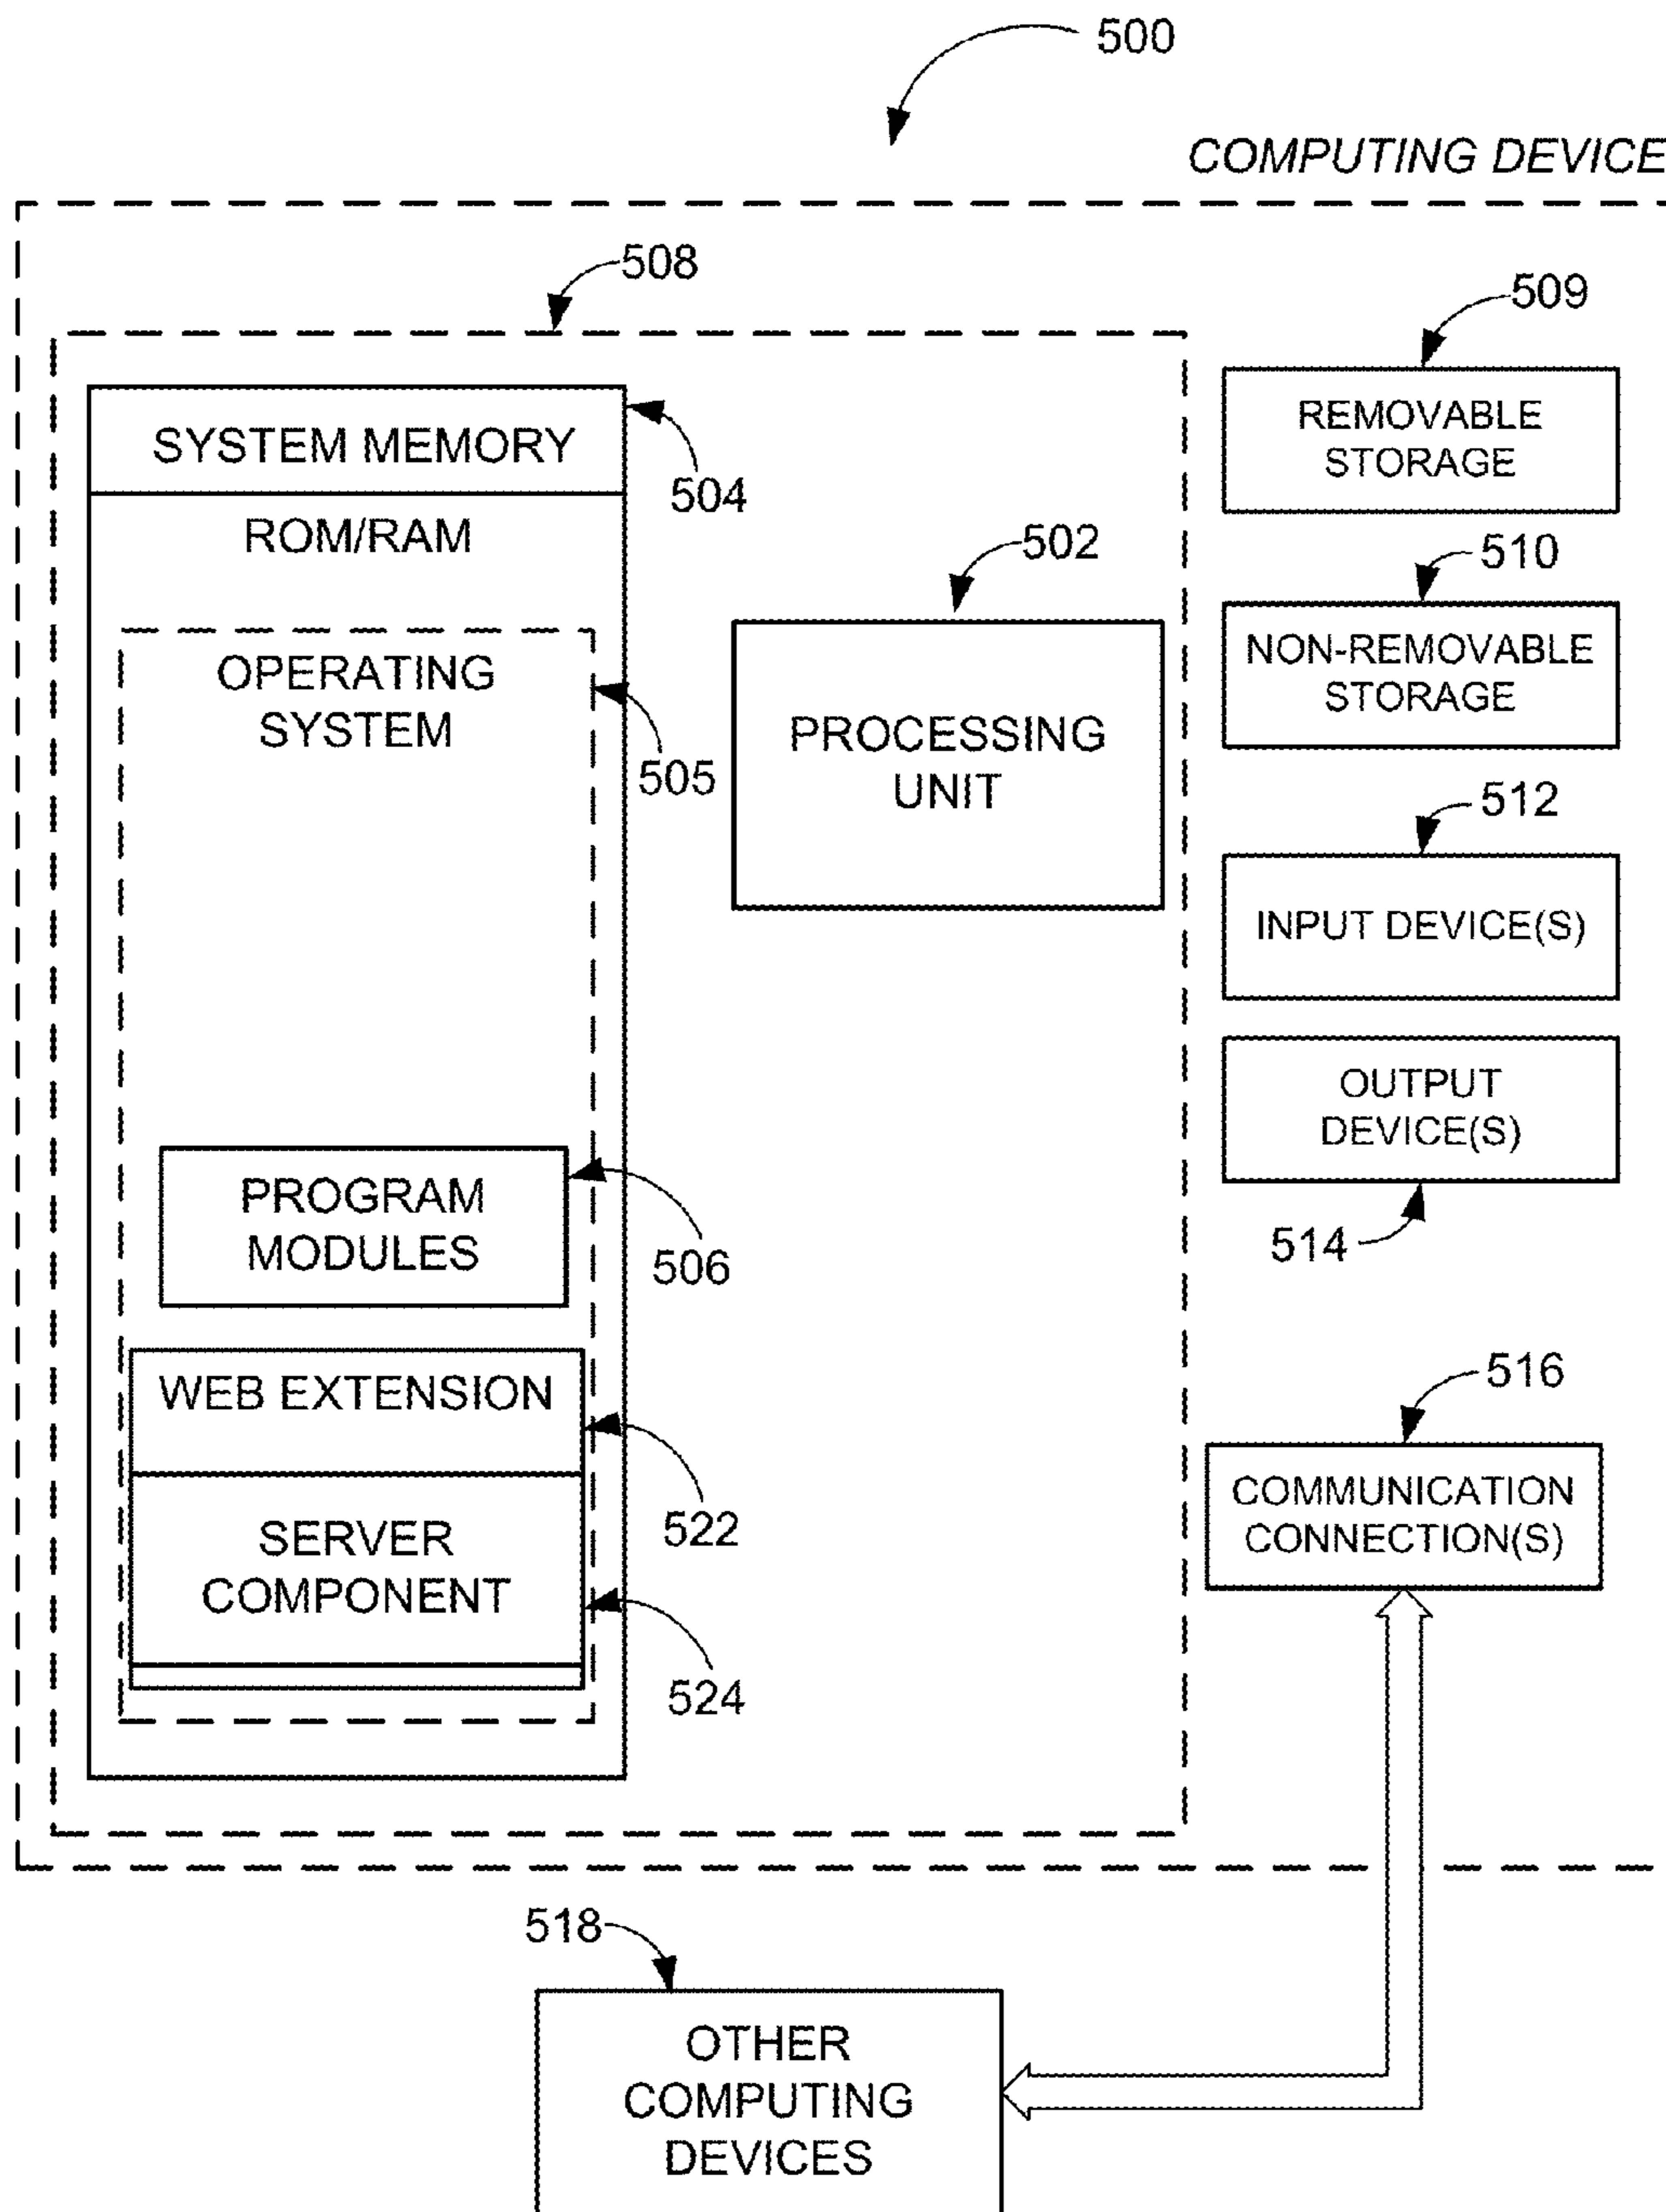 500
COMPUTING DEVICE
508
509
SYSTEM MEMORY
504
REMOVABLE
STORAGE
ROM/RAM
502
510
OPERATING
SYSTEM
505
PROCESSING
UNIT
NON-REMOVABLE
STORAGE
512
INPUT DEVICE(S)
OUTPUT
DEVICE(S)
514
PROGRAM
MODULES
506
WEB EXTENSION
522
516
SERVER
COMPONENT
524
COMMUNICATION
CONNECTION(S)
518
OTHER
COMPUTING
DEVICES